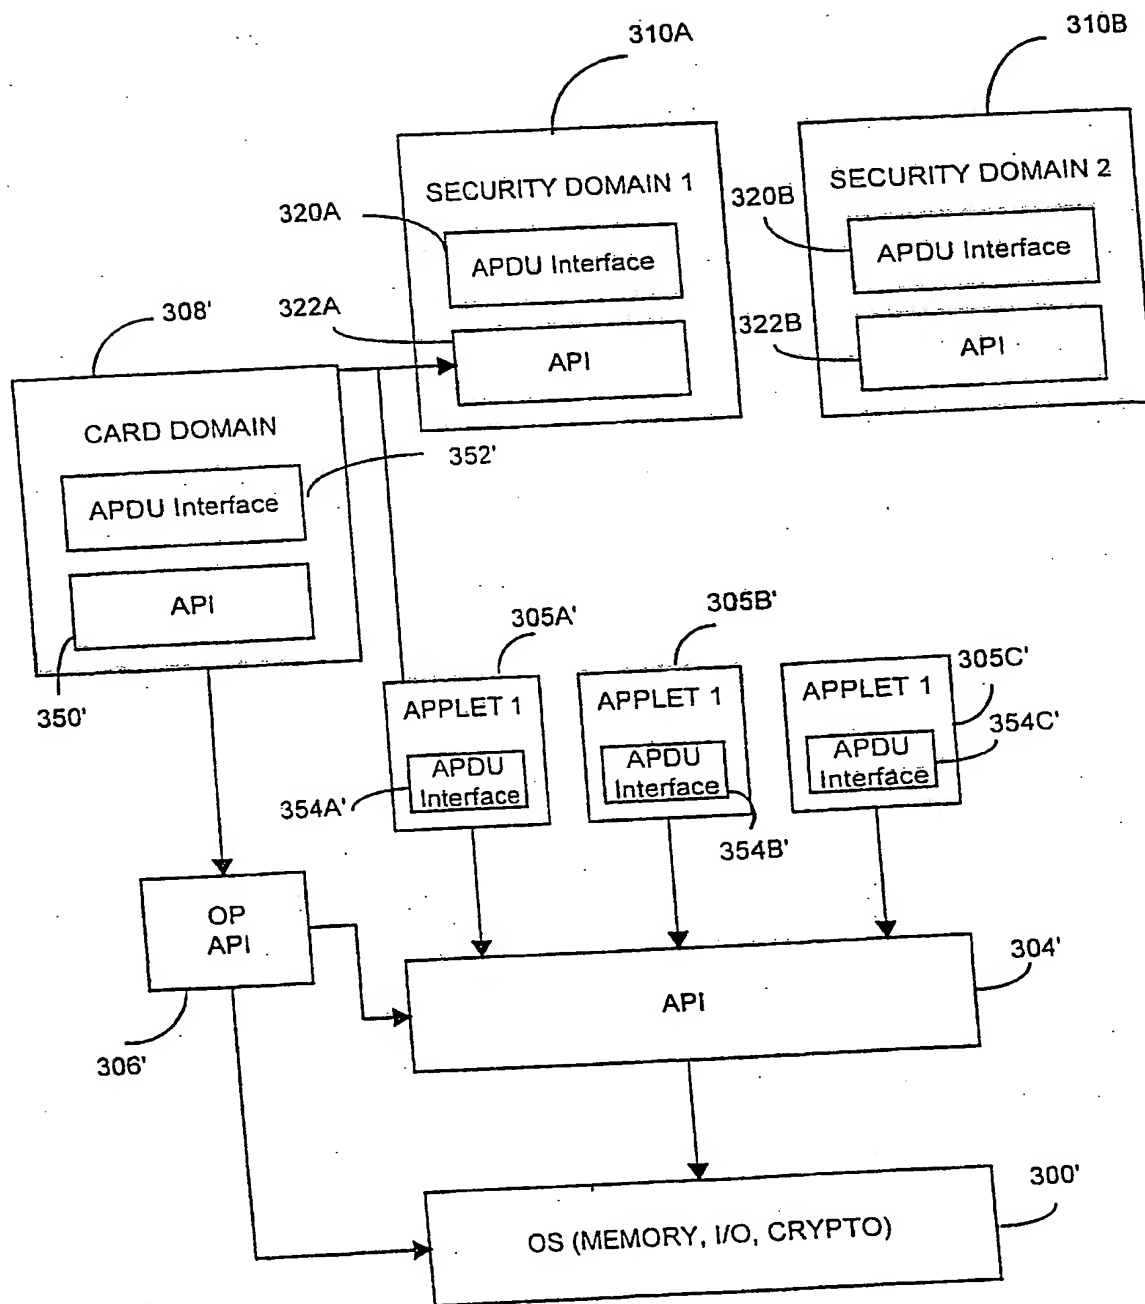 310A
310B
SECURITY DOMAIN 1
SECURITY DOMAIN 2
320A
320B
APDU Interface
APDU Interface
308'
322A
322B
API
API
CARD DOMAIN
352'
APDU Interface
API
350'
305A'
305B'
305C'
APPLET 1
APPLET 1
APPLET 1
354C'
APDU
Interface
APDU
Interface
APDU
Interface
354A'
354B'
OP
API
304'
API
306'
300'
OS (MEMORY, I/O, CRYPTO)